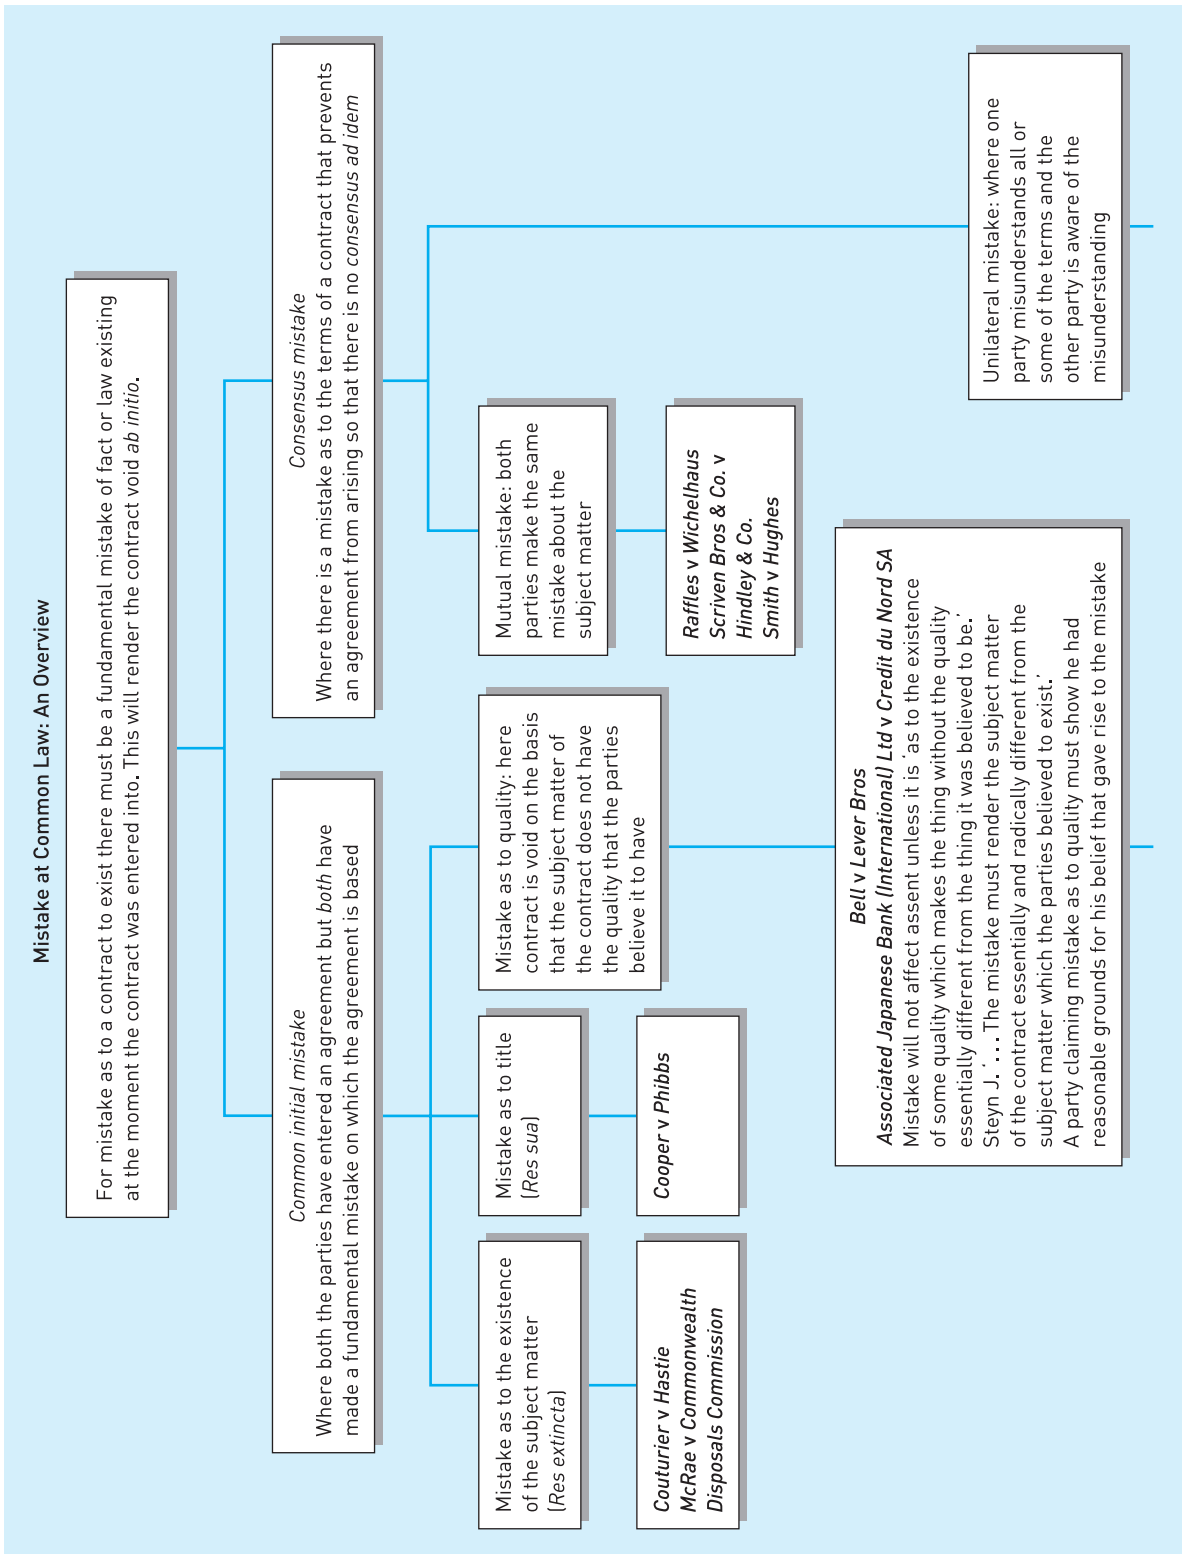 Mistake at Common Law: An Overview
For mistake as to a contract to exist there must be a fundamental mistake of fact or law existing
at the moment the contract was entered into. This will render the contract void ab initio.
Common initial mistake
Where both the parties have entered an agreement but both have
made a fundamental mistake on which the agreement is based
Consensus mistake
Where there is a mistake as to the terms of a contract that prevents
an agreement from arising so that there is no consensus ad idem
Mistake as to the existence
of the subject matter
(Res extincta)
Mistake as to title
(Res sua)
Mistake as to quality: here
contract is void on the basis
that the subject matter of
the contract does not have
the quality that the parties
believe it to have
Mutual mistake: both
parties make the same
mistake about the
subject matter
Couturier v Hastie
McRae v Commonwealth
Disposals Commission
Cooper v Phibbs
Raffles v Wichelhaus
Scriven Bros & Co. v
Hindley & Co.
Smith v Hughes
Bell v Lever Bros
Associated Japanese Bank (International) Ltd v Credit du Nord SA
Mistake will not affect assent unless it is ‘as to the existence
of some quality which makes the thing without the quality
essentially different from the thing it was believed to be.’
Steyn J. ‘. . . The mistake must render the subject matter
of the contract essentially and radically different from the
subject matter which the parties believed to exist.’
A party claiming mistake as to quality must show he had
reasonable grounds for his belief that gave rise to the mistake
Unilateral mistake: where one
party misunderstands all or
some of the terms and the
other party is aware of the
misunderstanding